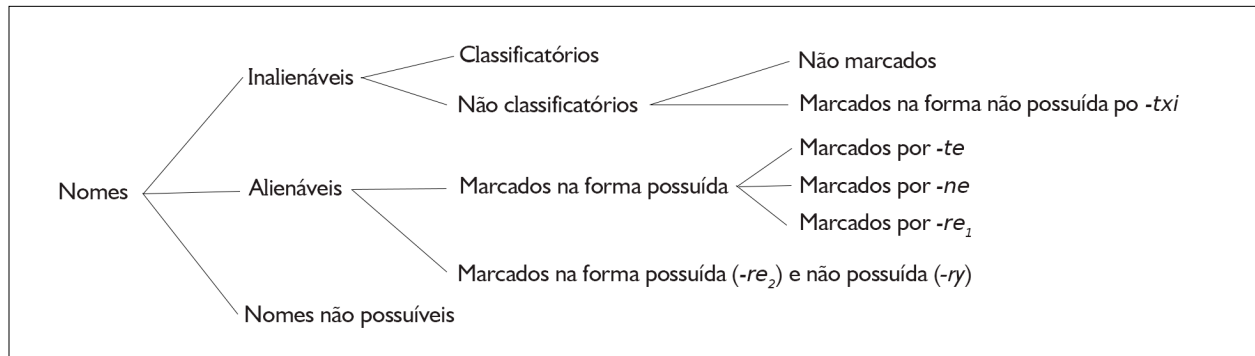 Classificatórios
Não marcados
Inalienáveis
Não classificatórios
Marcados na forma não possuída po -txi
Marcados por -te
Nomes
Alienáveis
Marcados na forma possuída
Marcados por -ne
Marcados por -re₁
Marcados na forma possuída (-re₂) e não possuída (-ry)
Nomes não possuíveis